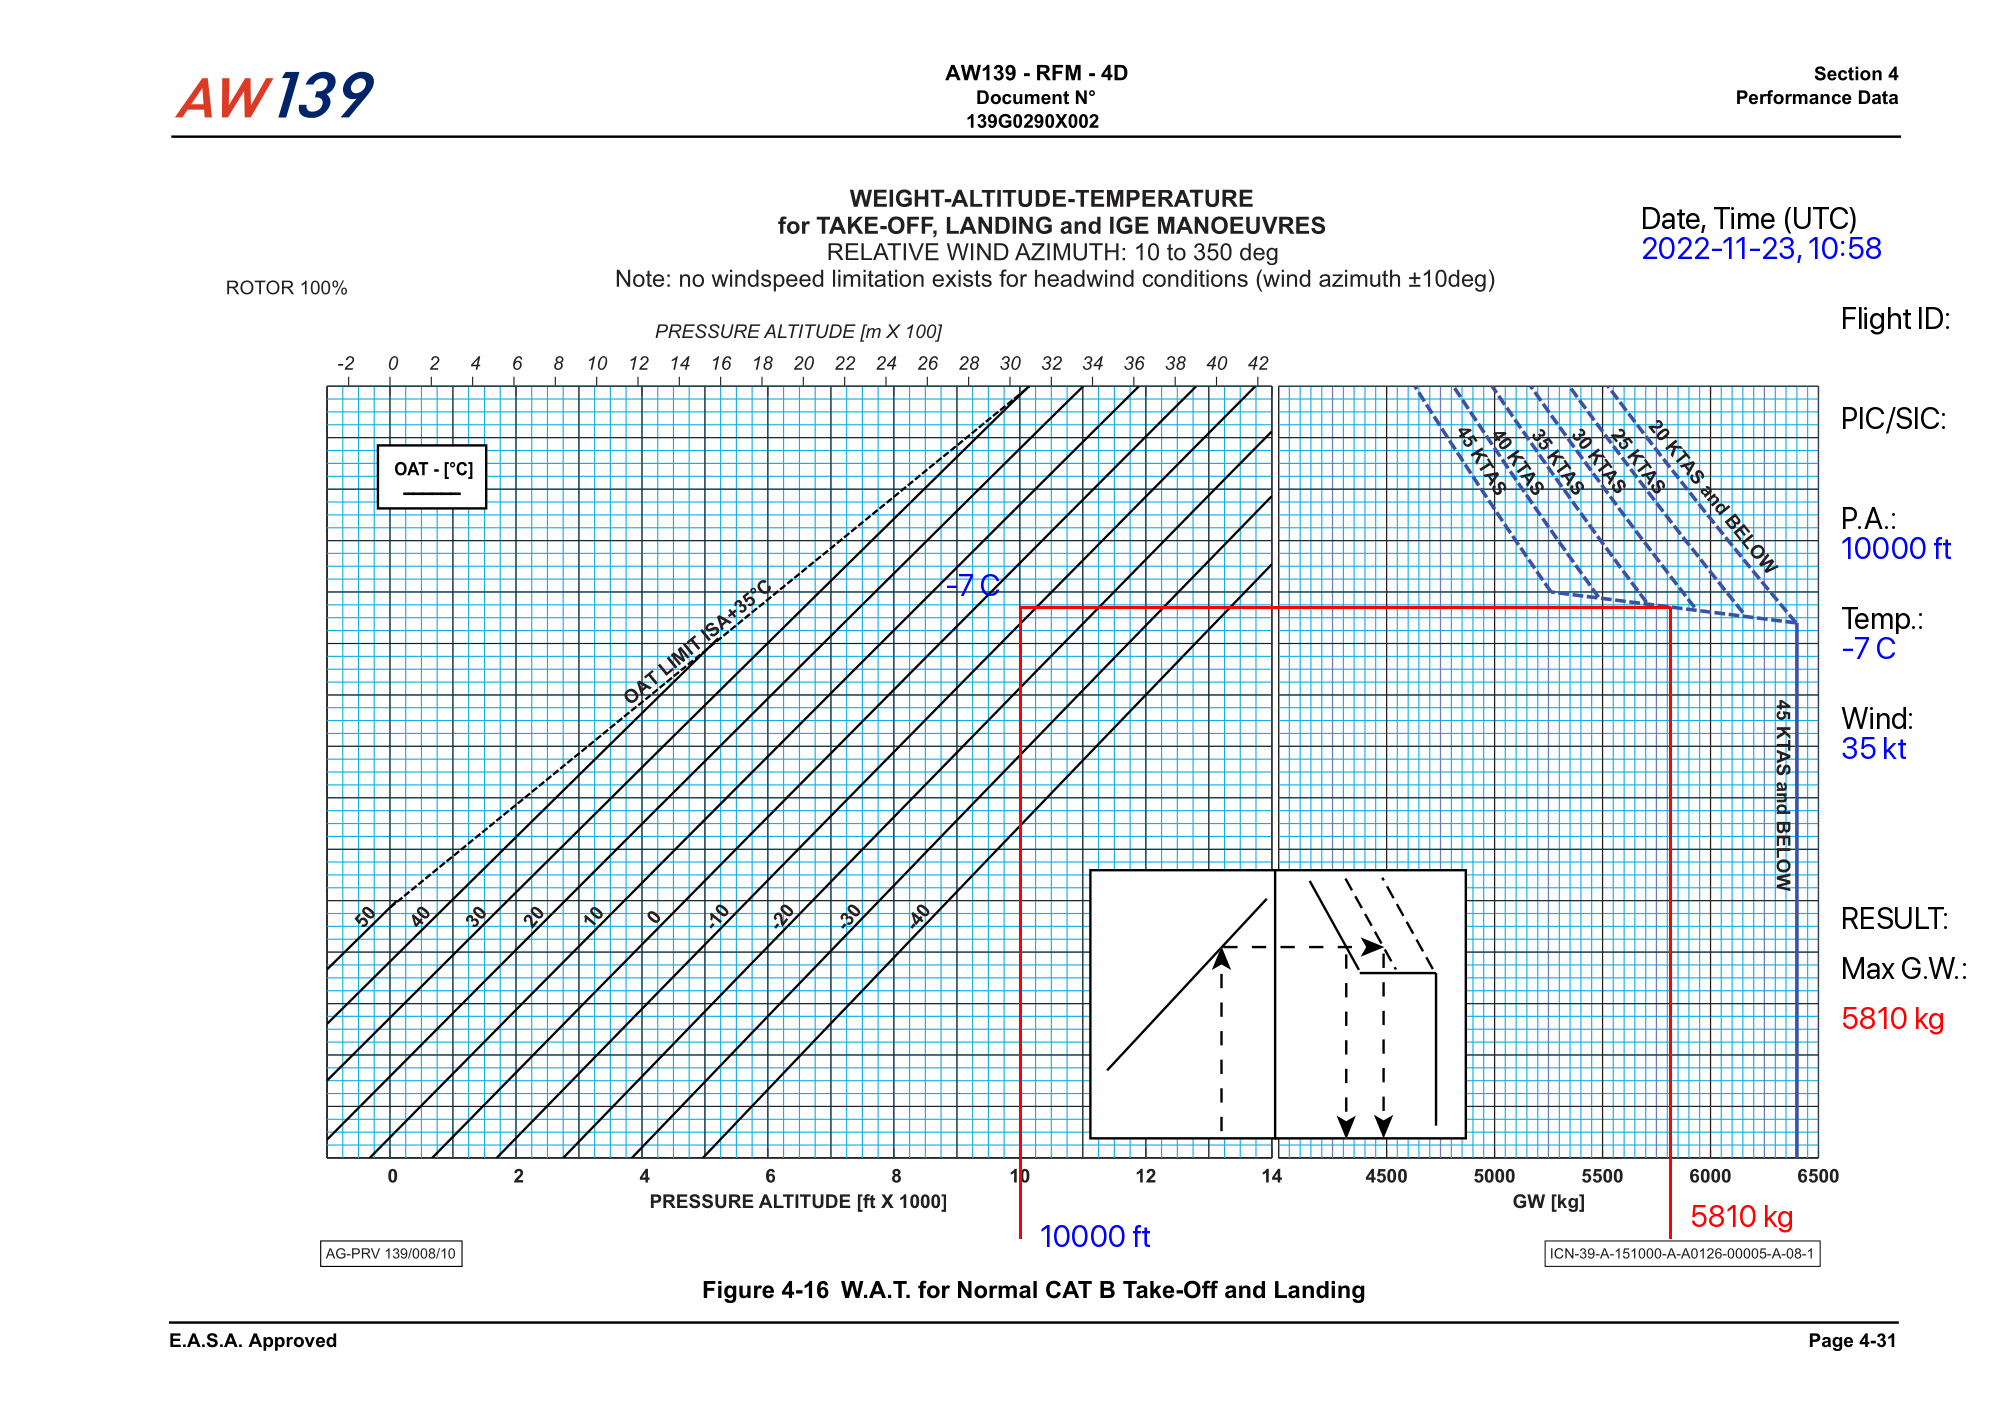 AW139
AW139 - RFM - 4D
Document N°
139G0290X002
Section 4
Performance Data
WEIGHT-ALTITUDE-TEMPERATURE
for TAKE-OFF, LANDING and IGE MANOEUVRES
RELATIVE WIND AZIMUTH: 10 to 350 deg
Note: no windspeed limitation exists for headwind conditions (wind azimuth ±10deg)
Date, Time (UTC)
2022-11-23, 10:58
ROTOR 100%
Flight ID:
PRESSURE ALTITUDE [m X 100]
-2 0 2 4 6 8 10 12 14 16 18 20 22 24 26 28 30 32 34 36 38 40 42
OAT - [°C]
OAT LIMIT ISA+35°C
-7 C
45 KTAS
40 KTAS
35 KTAS
30 KTAS
25 KTAS
20 KTAS and BELOW
45 KTAS and BELOW
50 40 30 20 10 0 -10 -20 -30 -40
PIC/SIC:
P.A.:
10000 ft
Temp.:
-7 C
Wind:
35 kt
RESULT:
Max G.W.:
5810 kg
0 2 4 6 8 10 12 14 4500 5000 5500 6000 6500
PRESSURE ALTITUDE [ft X 1000]
GW [kg]
10000 ft
5810 kg
AG-PRV 139/008/10
ICN-39-A-151000-A-A0126-00005-A-08-1
Figure 4-16 W.A.T. for Normal CAT B Take-Off and Landing
E.A.S.A. Approved
Page 4-31